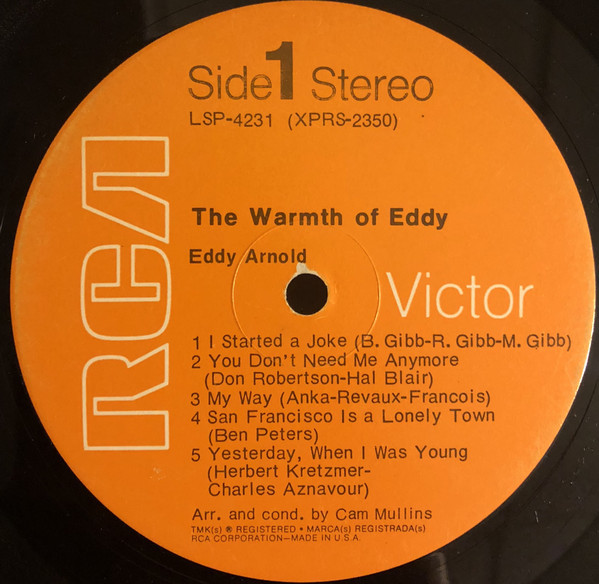 Side 1 Stereo
LSP-4231 (XPRS-2350)
RCA
The Warmth of Eddy
Eddy Arnold
Victor
1 I Started a Joke (B. Gibb-R. Gibb-M. Gibb)
2 You Don't Need Me Anymore
(Don Robertson-Hal Blair)
3 My Way (Anka-Revaux-Francois)
4 San Francisco Is a Lonely Town
(Ben Peters)
5 Yesterday, When I Was Young
(Herbert Kretzmer-
Charles Aznavour)
Arr. and cond. by Cam Mullins
TMK(s) ® REGISTERED • MARCA(s) REGISTRADA(s)
RCA CORPORATION—MADE IN U.S.A.